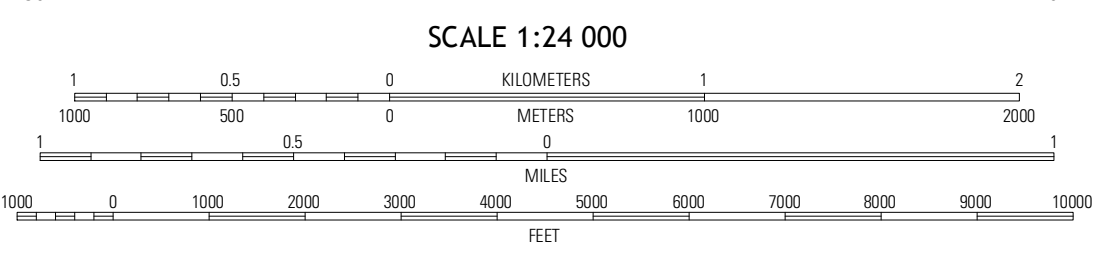 SCALE 1:24 000
1 0.5 0 KILOMETERS 1 2
1000 500 0 METERS 1000 2000
1 0.5 0 1
MILES
1000 0 1000 2000 3000 4000 5000 6000 7000 8000 9000 10000
FEET